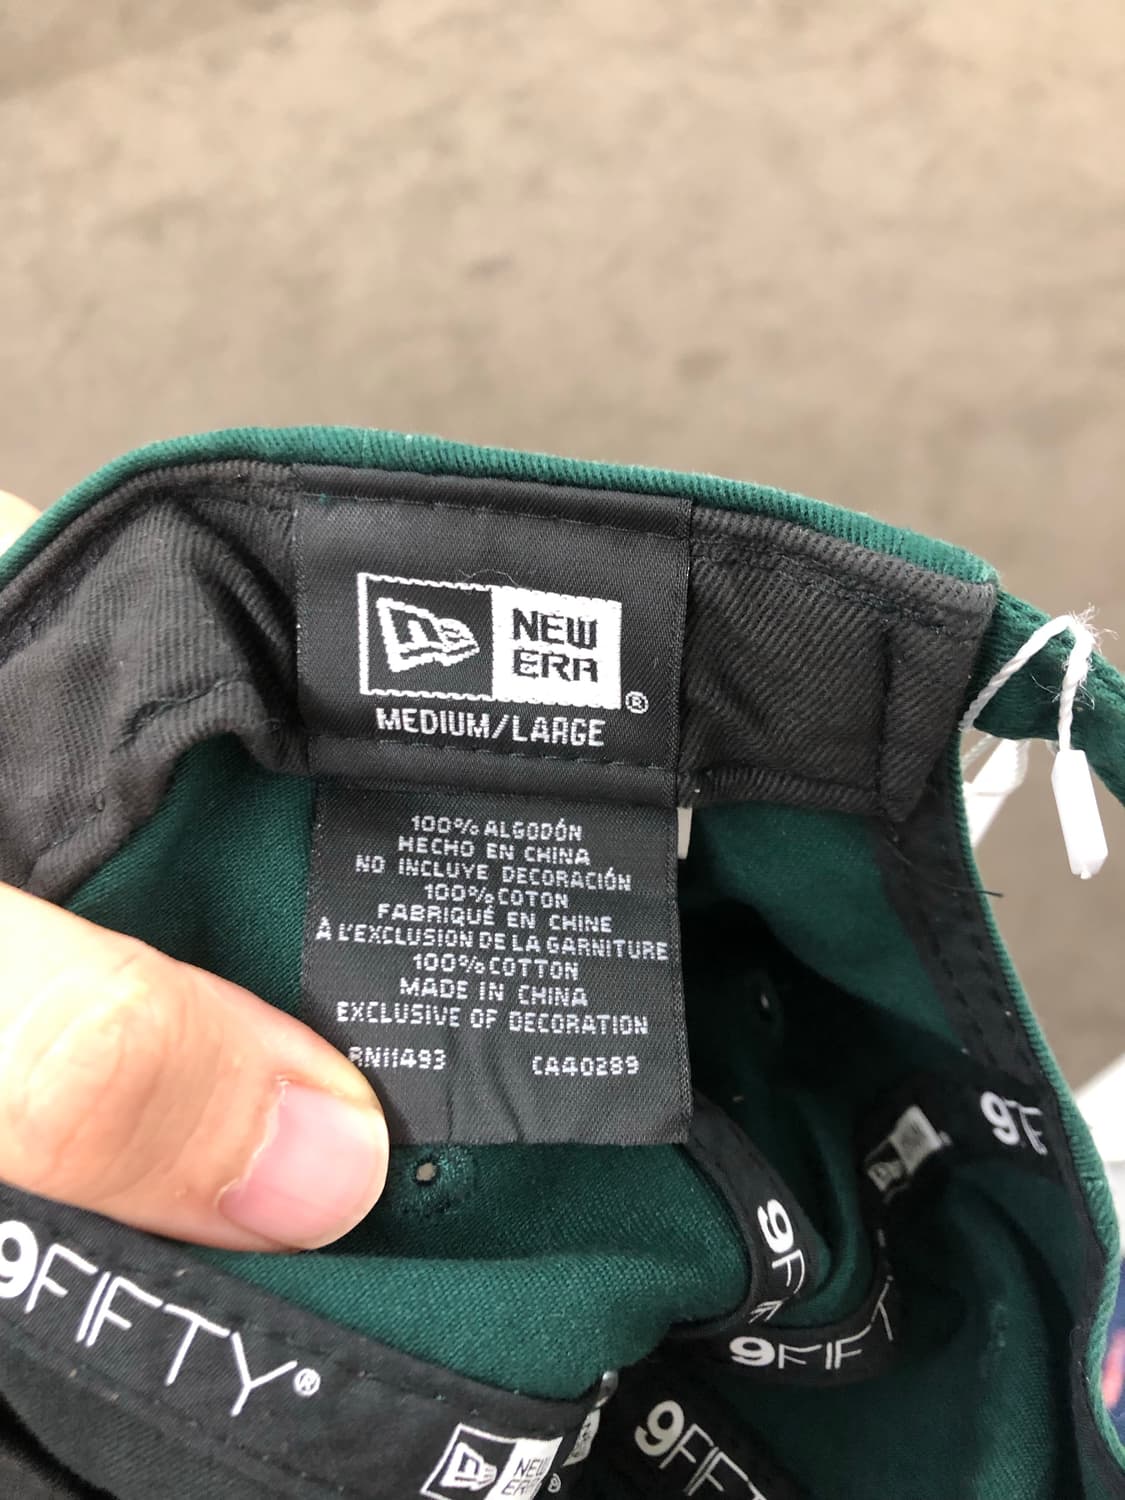 NEW
ERA
®
MEDIUM/LARGE
100% ALGODÓN
HECHO EN CHINA
NO INCLUYE DECORACIÓN
100% COTON
FABRIQUÉ EN CHINE
À L'EXCLUSION DE LA GARNITURE
100% COTTON
MADE IN CHINA
EXCLUSIVE OF DECORATION
RN11493 CA40289
9FIFTY®
NEW
ERA
®
9FIFTY
9FIF